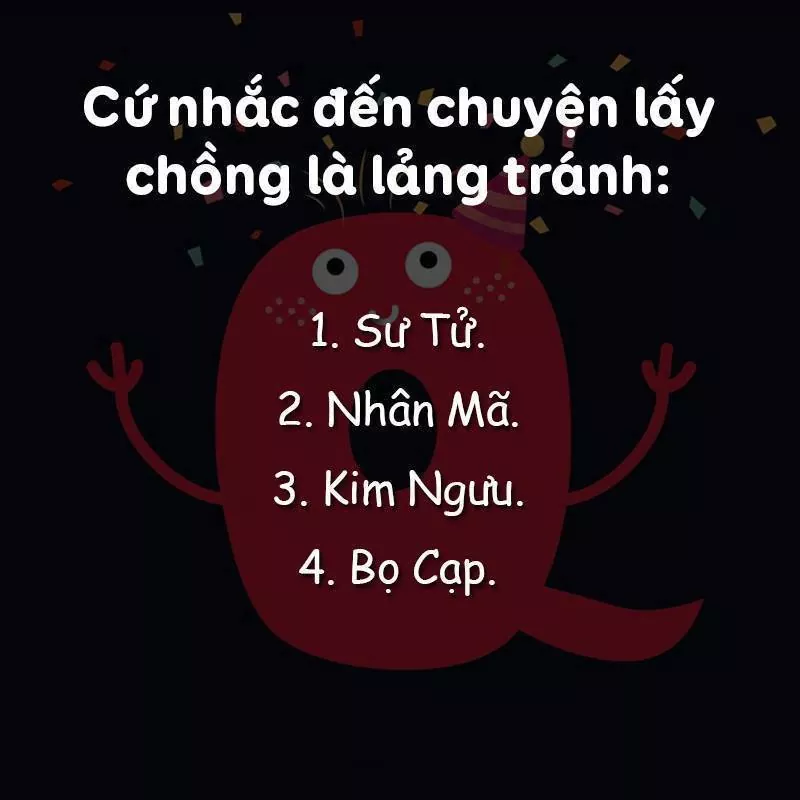 Cứ nhắc đến chuyện lấy
chồng là lảng tránh:
1. Sư Tử.
2. Nhân Mã.
3. Kim Ngưu.
4. Bọ Cạp.